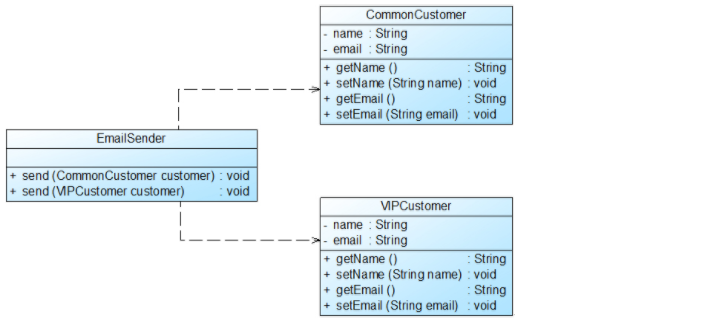 CommonCustomer
- name : String
- email : String
+ getName () : String
+ setName (String name) : void
+ getEmail () : String
+ setEmail (String email) : void
EmailSender
+ send (CommonCustomer customer) : void
+ send (VIPCustomer customer) : void
VIPCustomer
- name : String
- email : String
+ getName () : String
+ setName (String name) : void
+ getEmail () : String
+ setEmail (String email) : void